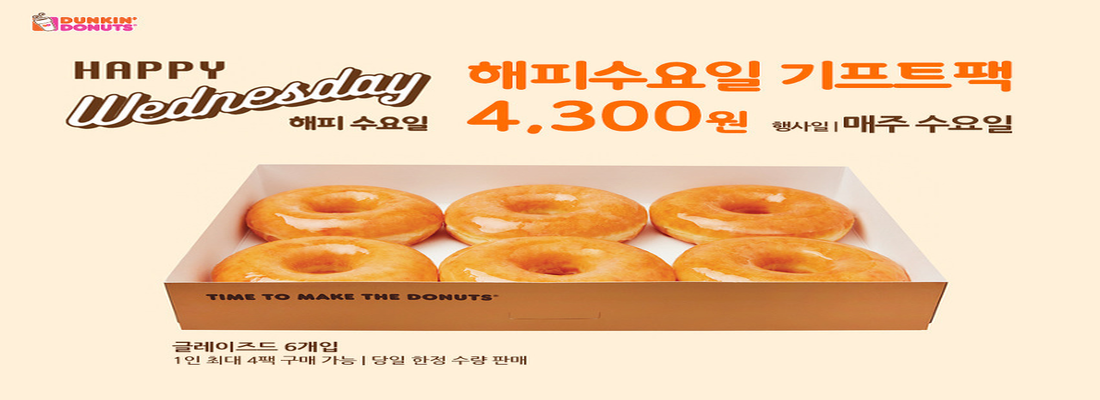 DUNKIN'
DONUTS
HAPPY
Wednesday
해피 수요일
해피수요일 기프트팩
4,300원 행사일 | 매주 수요일
TIME TO MAKE THE DONUTS
글레이즈드 6개입
1인 최대 4팩 구매 가능 | 당일 한정 수량 판매